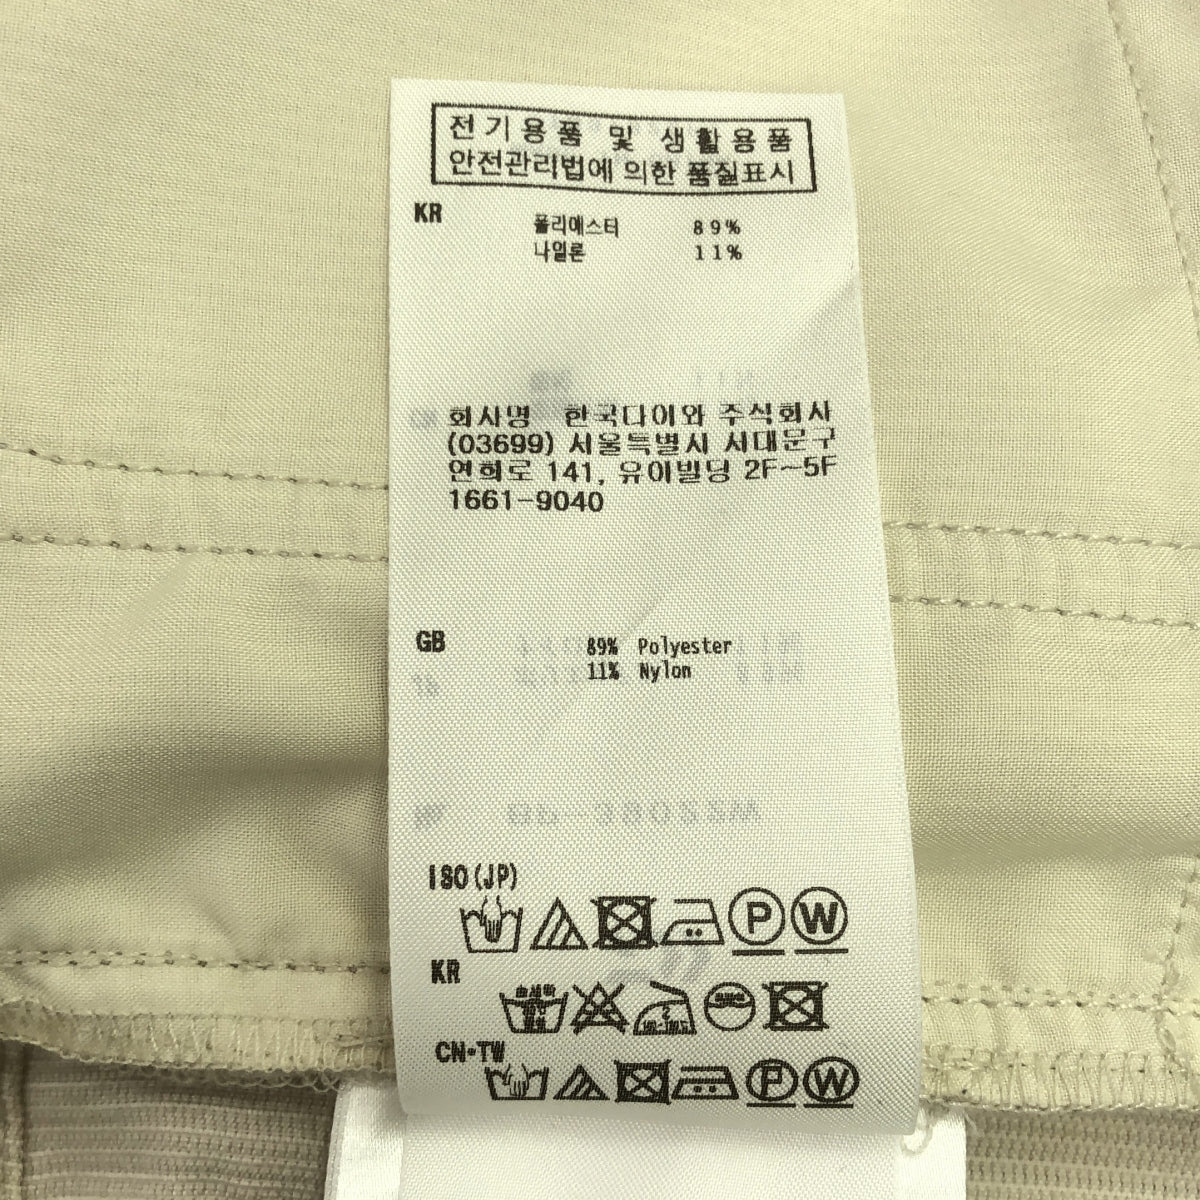 전기용품 및 생활용품
안전관리법에 의한 품질표시
KR
폴리에스터 89%
나일론 11%
회사명 한국다이와 주식회사
(03699) 서울특별시 서대문구
연희로 141, 유이빌딩 2F~5F
1661-9040
GB
89% Polyester
11% Nylon
ISO(JP)
P W
KR
CN·TW
P W